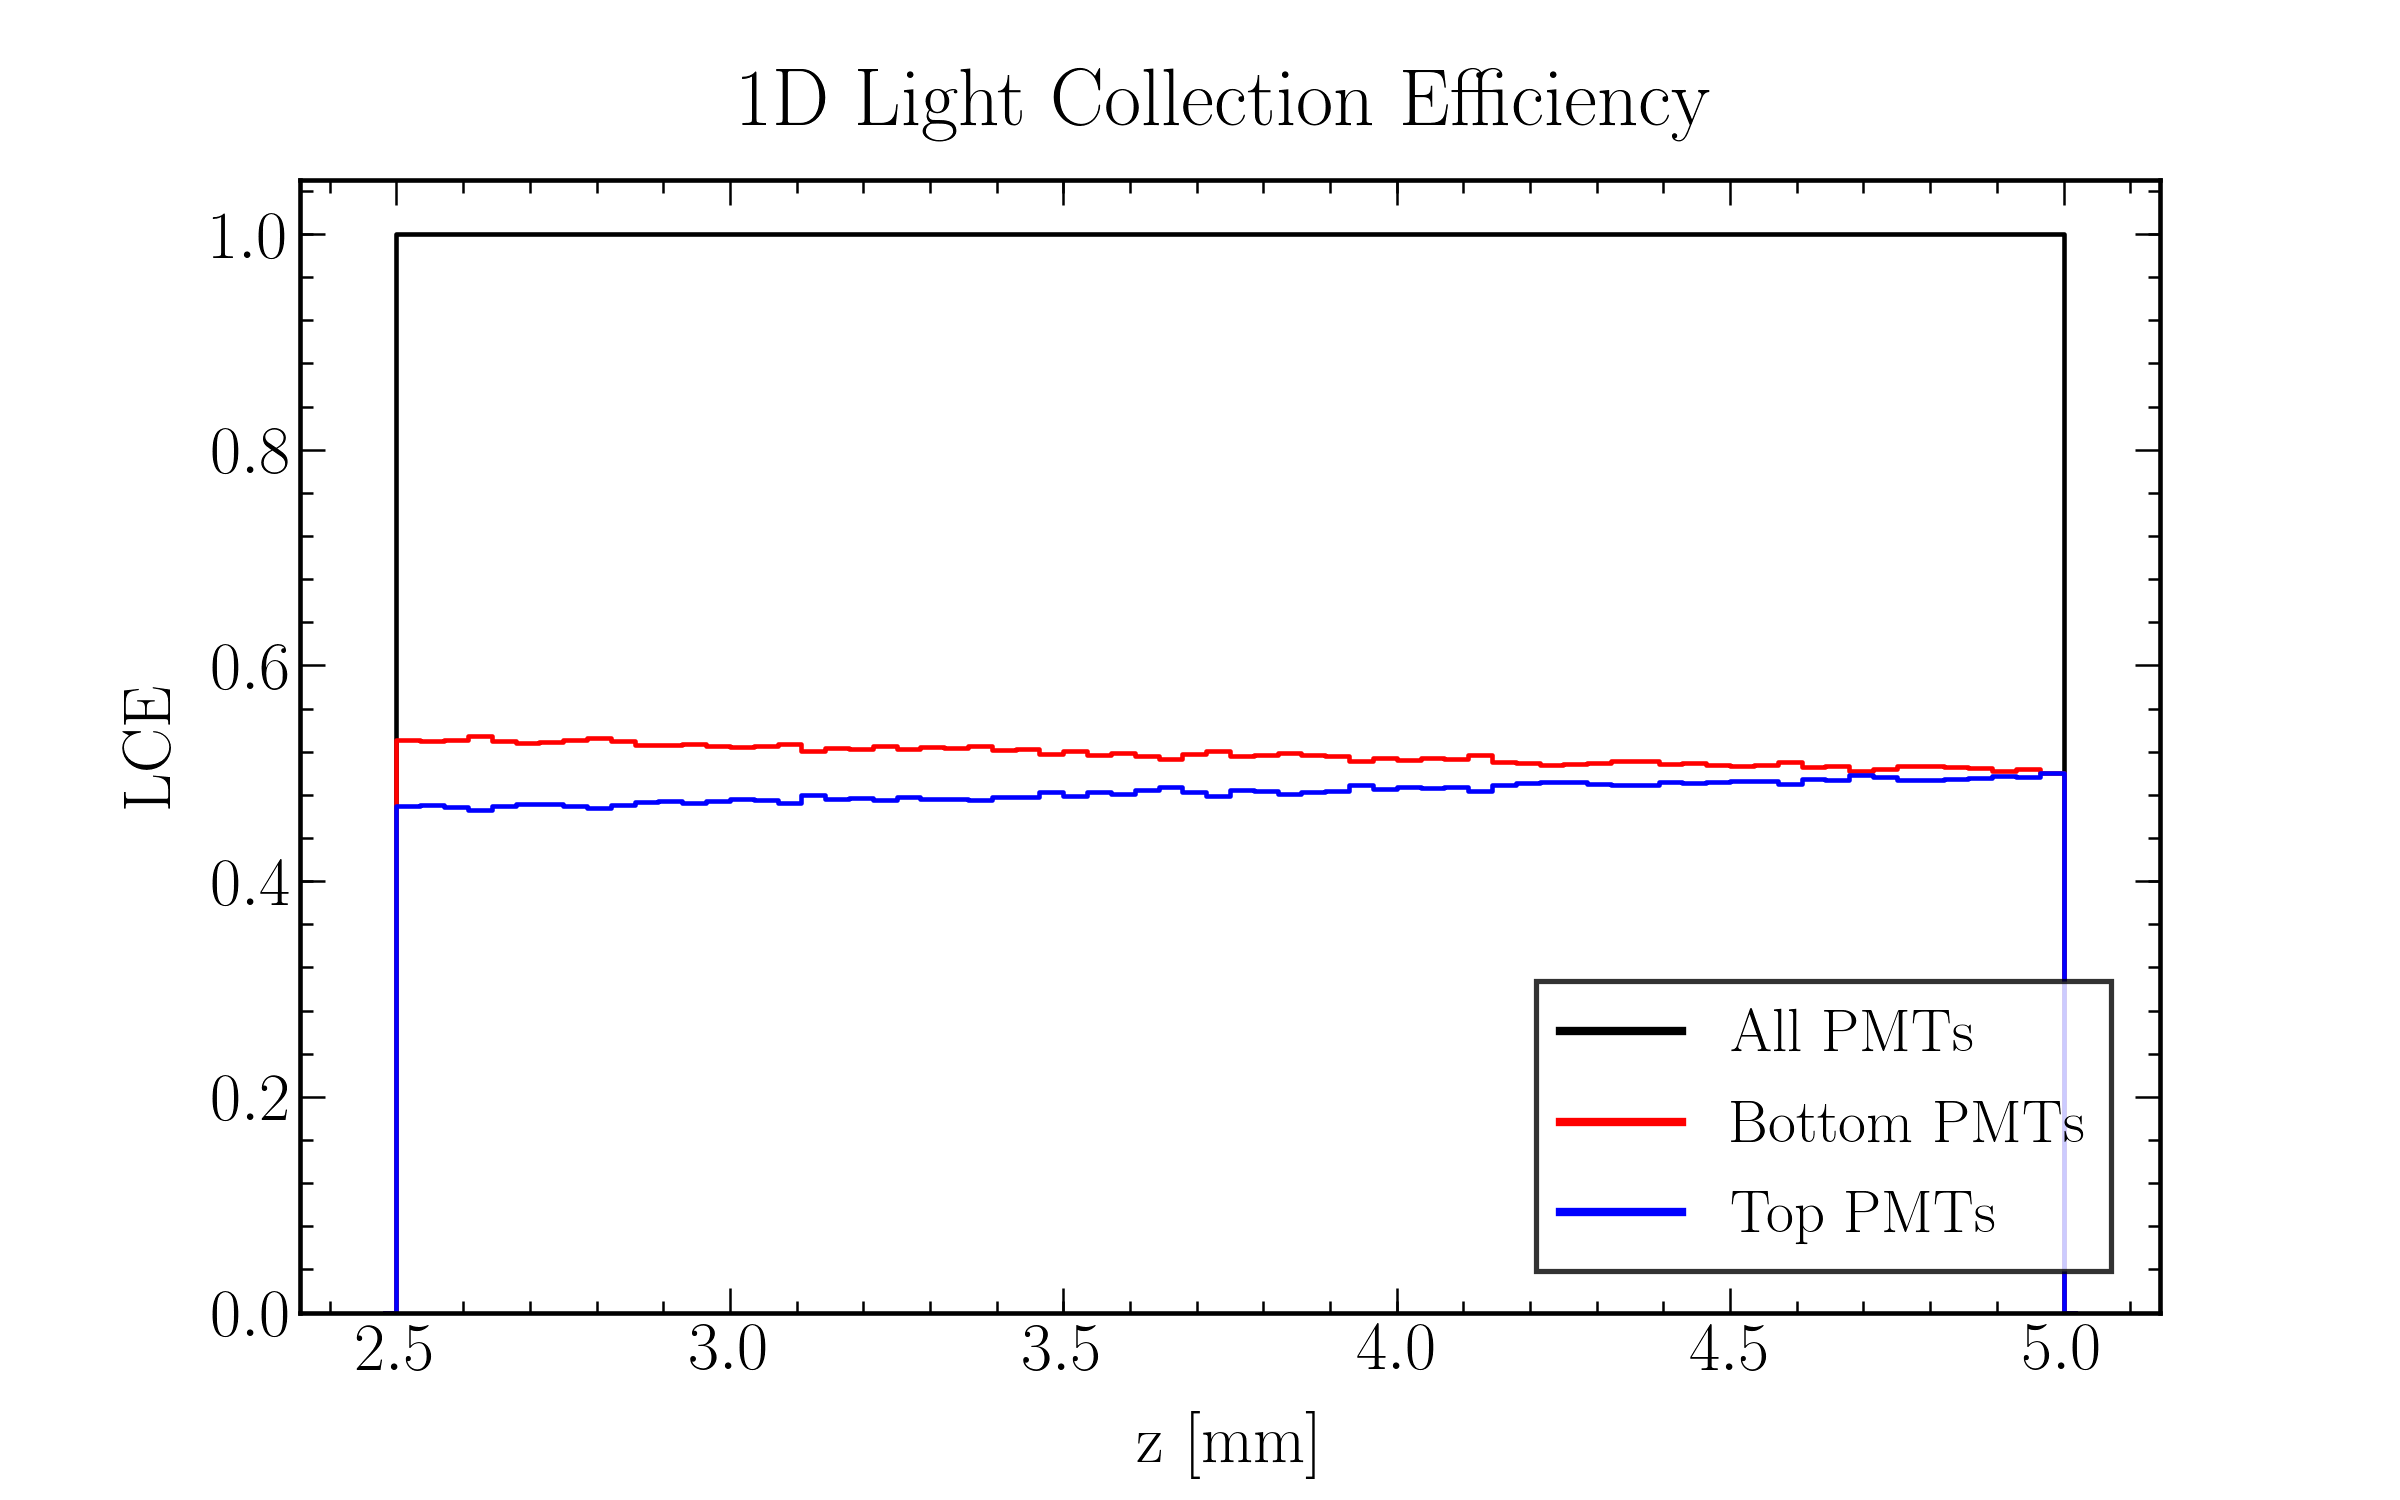 1D Light Collection Efficiency
1.0
0.8
0.6
0.4
0.2
0.0
LCE
2.5 3.0 3.5 4.0 4.5 5.0
z [mm]
All PMTs
Bottom PMTs
Top PMTs